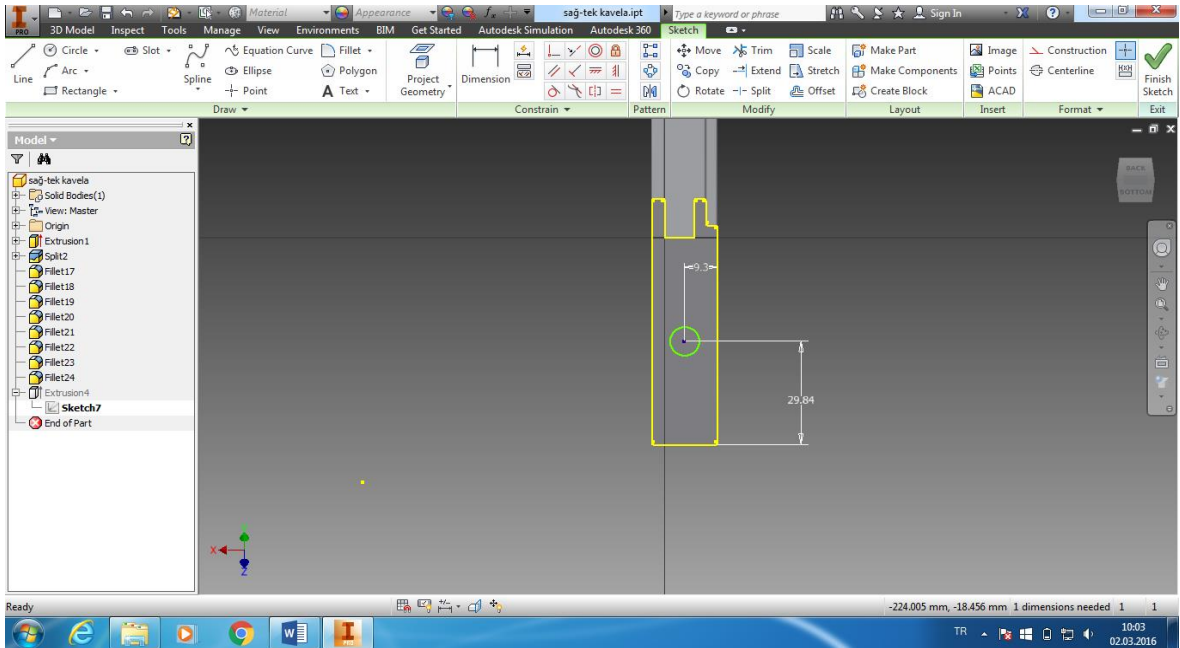 PRO
Material
Appearance
sağ-tek kavela.ipt
Type a keyword or phrase
Sign In
3D Model Inspect Tools Manage View Environments BIM Get Started Autodesk Simulation Autodesk 360 Sketch
Line
Circle
Arc
Rectangle
Slot
Spline
Equation Curve
Ellipse
Point
Fillet
Polygon
A Text
Project Geometry
Dimension
Move
Copy
Rotate
Trim
Extend
Split
Scale
Stretch
Offset
Make Part
Make Components
Create Block
Image
Points
ACAD
Construction
Centerline
Finish Sketch
Draw Constrain Pattern Modify Layout Insert Format Exit
Model
sağ-tek kavela
Solid Bodies(1)
View: Master
Origin
Extrusion1
Split2
Fillet17
Fillet18
Fillet19
Fillet20
Fillet21
Fillet22
Fillet23
Fillet24
Extrusion4
Sketch7
End of Part
BACK
BOTTOM
9.3
29.84
X
Z
Ready
-224.005 mm, -18.456 mm 1 dimensions needed 1 1
TR
10:03
02.03.2016